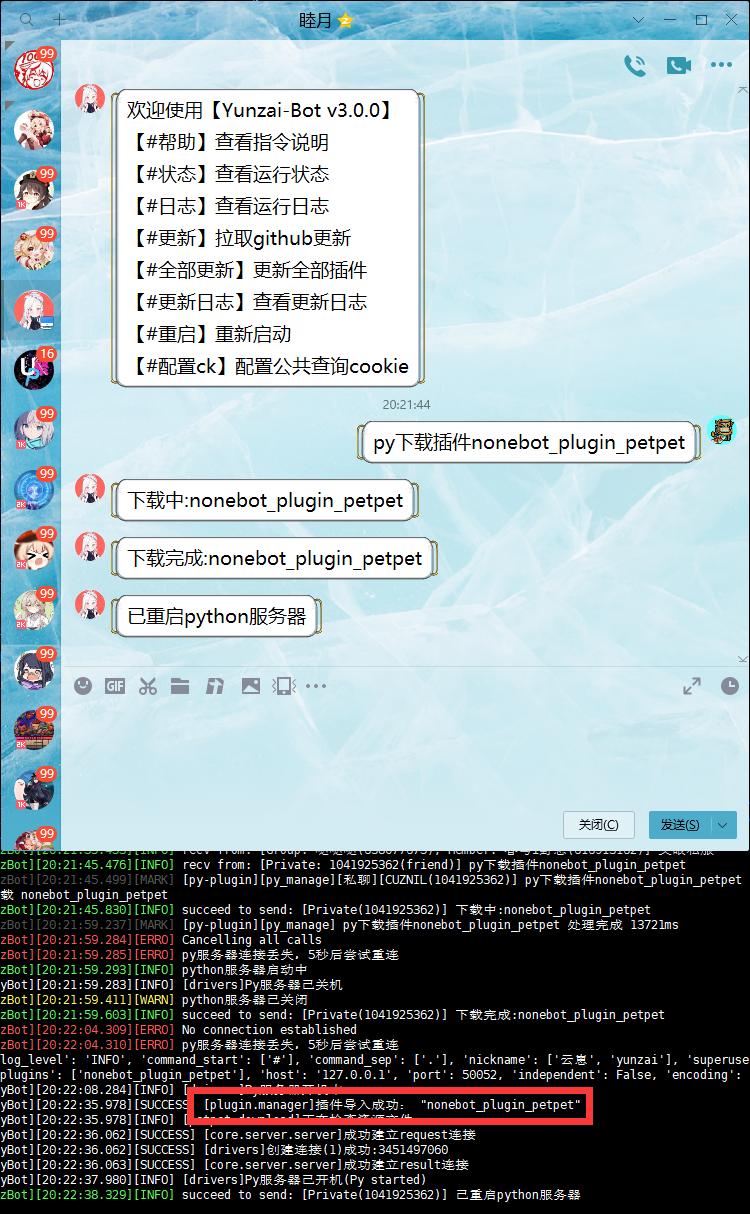 睦月
99
欢迎使用【Yunzai-Bot v3.0.0】
【#帮助】查看指令说明
【#状态】查看运行状态
99
1K
【#日志】查看运行日志
99
【#更新】拉取github更新
【#全部更新】更新全部插件
【#更新日志】查看更新日志
【#重启】重新启动
16
【#配置ck】配置公共查询cookie
20:21:44
99
1K
py下载插件nonebot_plugin_petpet
99
2K
下载中:nonebot_plugin_petpet
99
2K
下载完成:nonebot_plugin_petpet
99
2K
已重启python服务器
99
GIF
99
2K
99
1K
99
关闭(C)
发送(S)
zBot][20:21:45.476][INFO] recv from: [Private: 1041925362(friend)] py下载插件nonebot_plugin_petpet
zBot][20:21:45.499][MARK] [py-plugin][py_manage][私聊][CUZNIL(1041925362)] py下载插件nonebot_plugin_petpet
载 nonebot_plugin_petpet
zBot][20:21:45.830][INFO] succeed to send: [Private(1041925362)] 下载中:nonebot_plugin_petpet
zBot][20:21:59.237][MARK] [py-plugin][py_manage] py下载插件nonebot_plugin_petpet 处理完成 13721ms
zBot][20:21:59.284][ERRO] Cancelling all calls
zBot][20:21:59.285][ERRO] py服务器连接丢失，5秒后尝试重连
zBot][20:21:59.293][INFO] python服务器启动中
yBot][20:21:59.283][INFO] [drivers]Py服务器已关机
zBot][20:21:59.411][WARN] python服务器已关闭
zBot][20:21:59.603][INFO] succeed to send: [Private(1041925362)] 下载完成:nonebot_plugin_petpet
zBot][20:22:04.309][ERRO] No connection established
zBot][20:22:04.310][ERRO] py服务器连接丢失，5秒后尝试重连
log_level': 'INFO', 'command_start': ['#'], 'command_sep': ['.'], 'nickname': ['云崽', 'yunzai'], 'superuse
plugins': ['nonebot_plugin_petpet'], 'host': '127.0.0.1', 'port': 50052, 'independent': False, 'encoding':
yBot][20:22:08.284][INFO]
yBot][20:22:35.978][SUCCESS] [plugin.manager]插件导入成功： "nonebot_plugin_petpet"
yBot][20:22:35.978][INFO]
yBot][20:22:36.062][SUCCESS] [core.server.server]成功建立request连接
yBot][20:22:36.062][SUCCESS] [drivers]创建连接(1)成功:3451497060
yBot][20:22:36.063][SUCCESS] [core.server.server]成功建立result连接
yBot][20:22:37.980][INFO] [drivers]Py服务器已开机(Py started)
zBot][20:22:38.329][INFO] succeed to send: [Private(1041925362)] 已重启python服务器